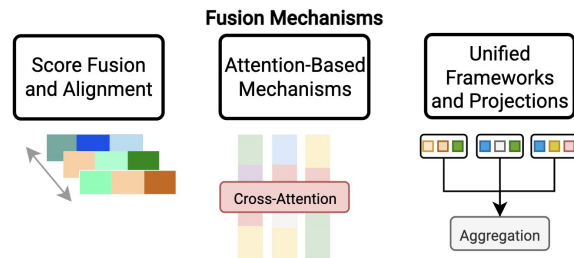 Fusion Mechanisms
Score Fusion
and Alignment
Attention-Based
Mechanisms
Unified
Frameworks
and Projections
Cross-Attention
Aggregation